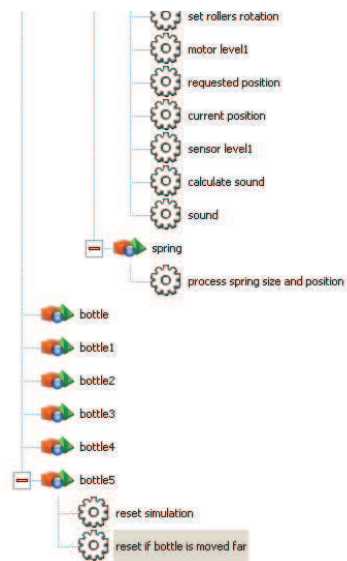 set rollers rotation
motor level1
requested position
current position
sensor level1
calculate sound
sound
spring
process spring size and position
bottle
bottle1
bottle2
bottle3
bottle4
bottle5
reset simulation
reset if bottle is moved far